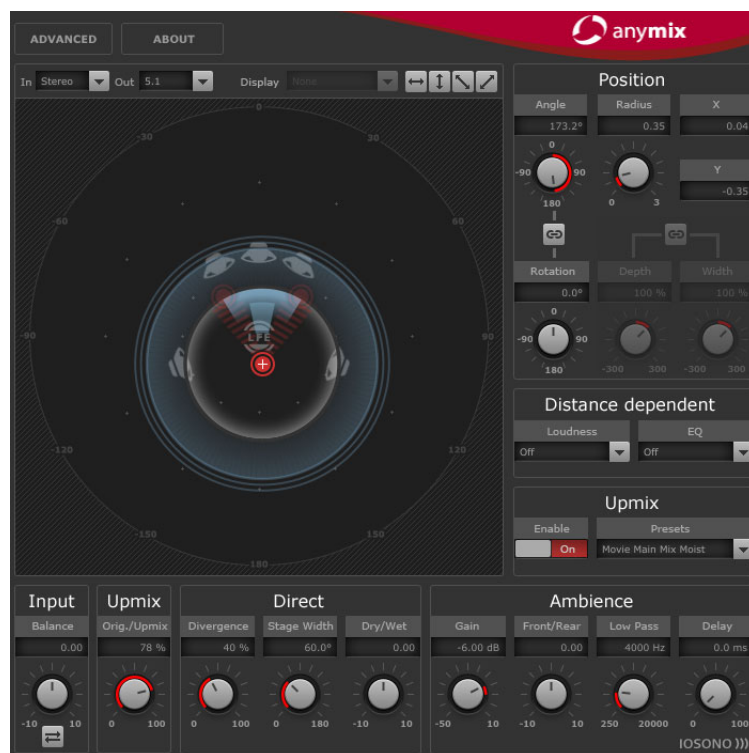 ADVANCED ABOUT anymix
In Stereo Out 5.1 Display None
0
-30 30
-60 60
-90 90
-120 120
-150 150
-180
LFE
Position
Angle Radius X
173.2° 0.35 0.04
0
-90 90
180
0 3
Y
-0.35
Rotation Depth Width
0.0° 100 % 100 %
0
-90 90
180
-300 300 -300 300
Distance dependent
Loudness EQ
Off Off
Upmix
Enable Presets
On Movie Main Mix Moist
Input Upmix Direct Ambience
Balance Orig./Upmix Divergence Stage Width Dry/Wet Gain Front/Rear Low Pass Delay
0.00 78 % 40 % 60.0° 0.00 -6.00 dB 0.00 4000 Hz 0.0 ms
-10 10 0 100 0 100 0 180 -10 10 -50 10 -10 10 250 20000 0 100
IOSONO )))